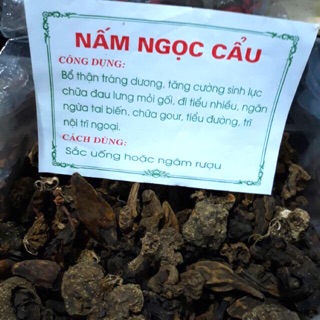 NẤM NGỌC CẨU
CÔNG DỤNG:
Bổ thận tráng dương, tăng cường sinh lực
chữa đau lưng mỏi gối, đi tiểu nhiều, ngăn
ngừa tai biến, chữa gour, tiểu đường, trĩ
nội trĩ ngoại.
CÁCH DÙNG:
Sắc uống hoặc ngâm rượu